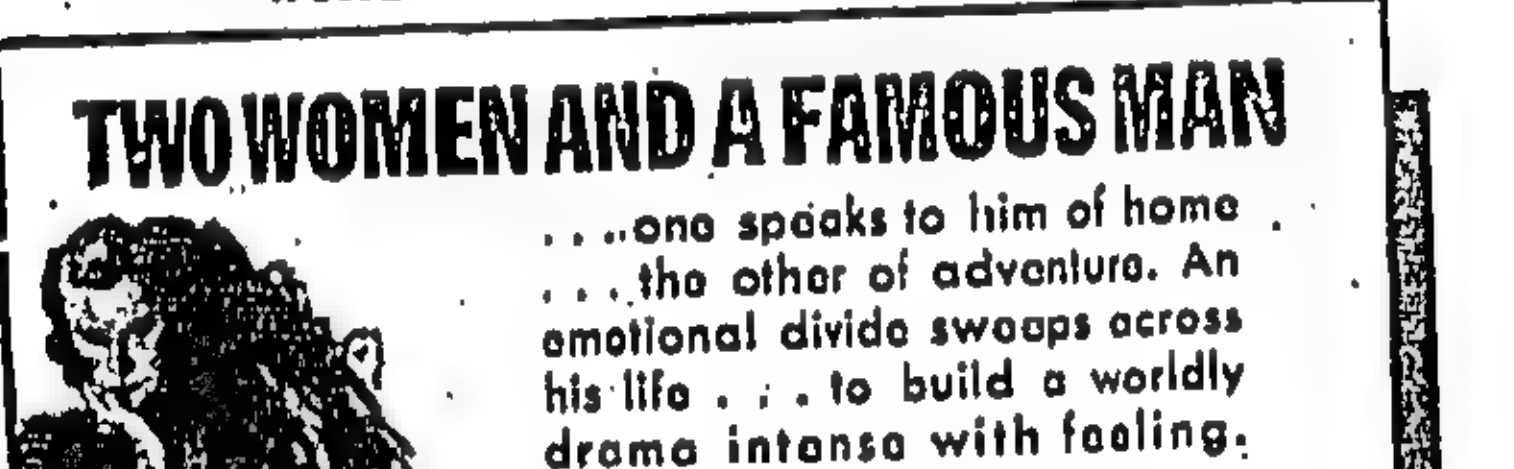 TWO WOMEN AND A FAMOUS MAN
. . . one speaks to him of home
. . . the other of adventure. An
emotional divide sweeps across
his life . . . to build a worldly
drama intense with feeling.